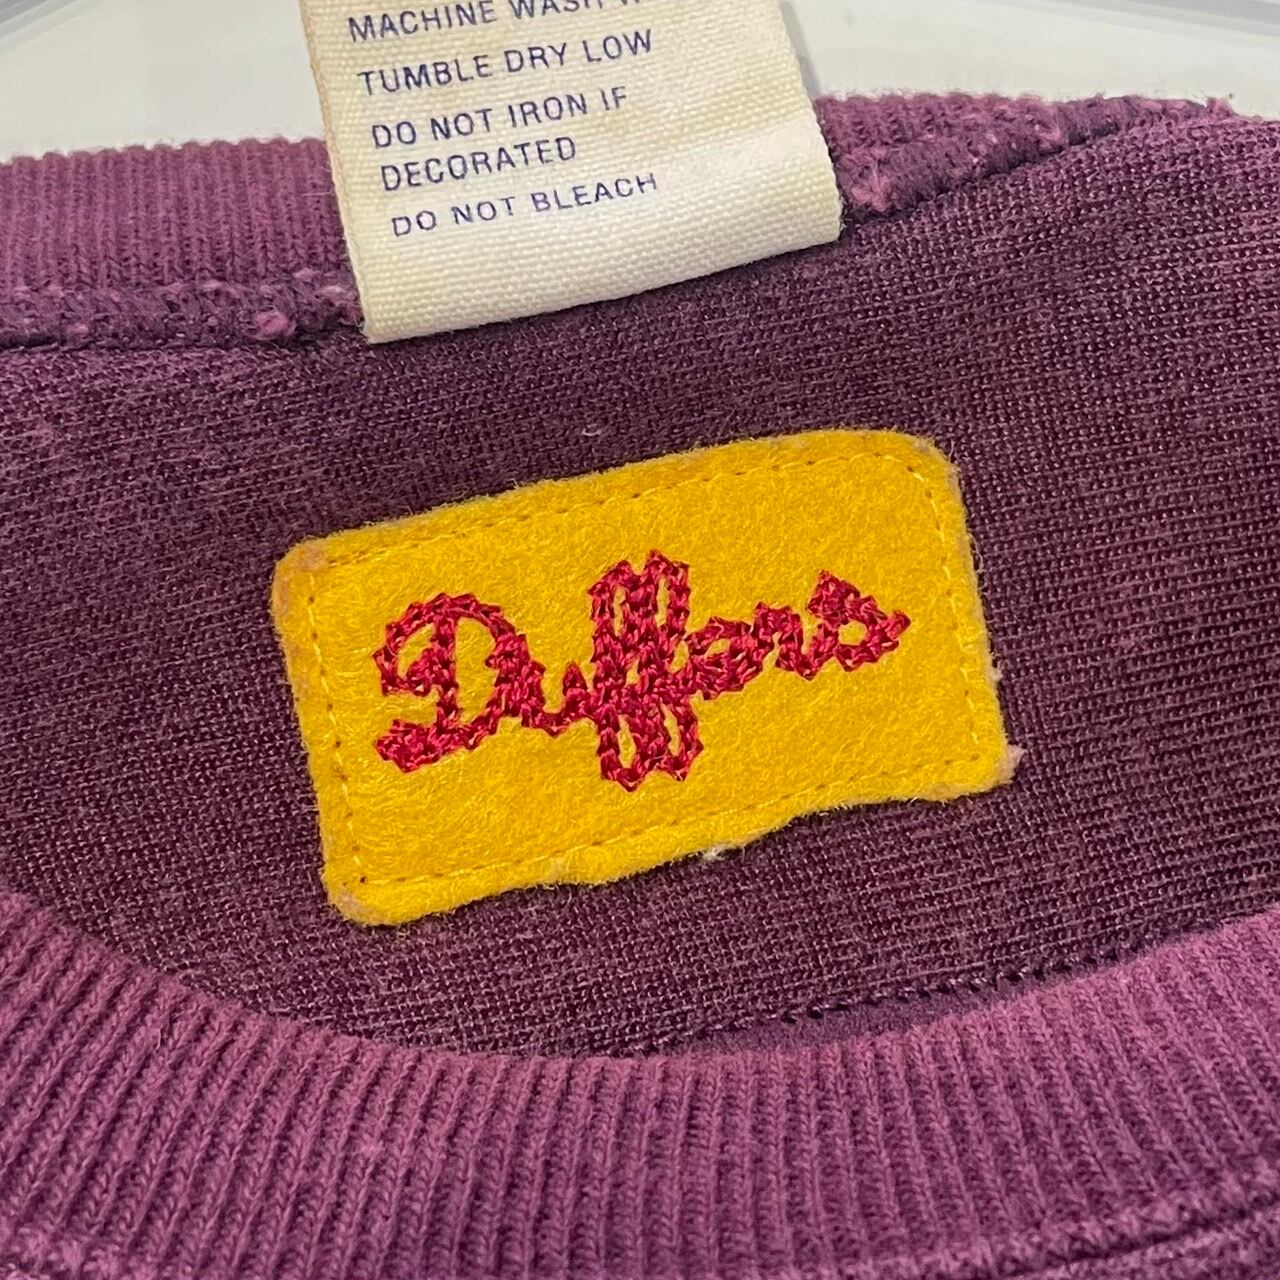 MACHINE WASH
TUMBLE DRY LOW
DO NOT IRON IF
DECORATED
DO NOT BLEACH
Duffers